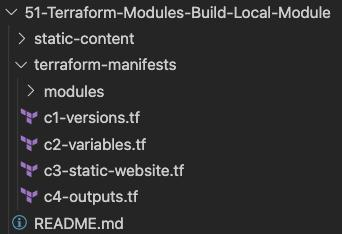 51-Terraform-Modules-Build-Local-Module
static-content
terraform-manifests
modules
c1-versions.tf
c2-variables.tf
c3-static-website.tf
c4-outputs.tf
README.md